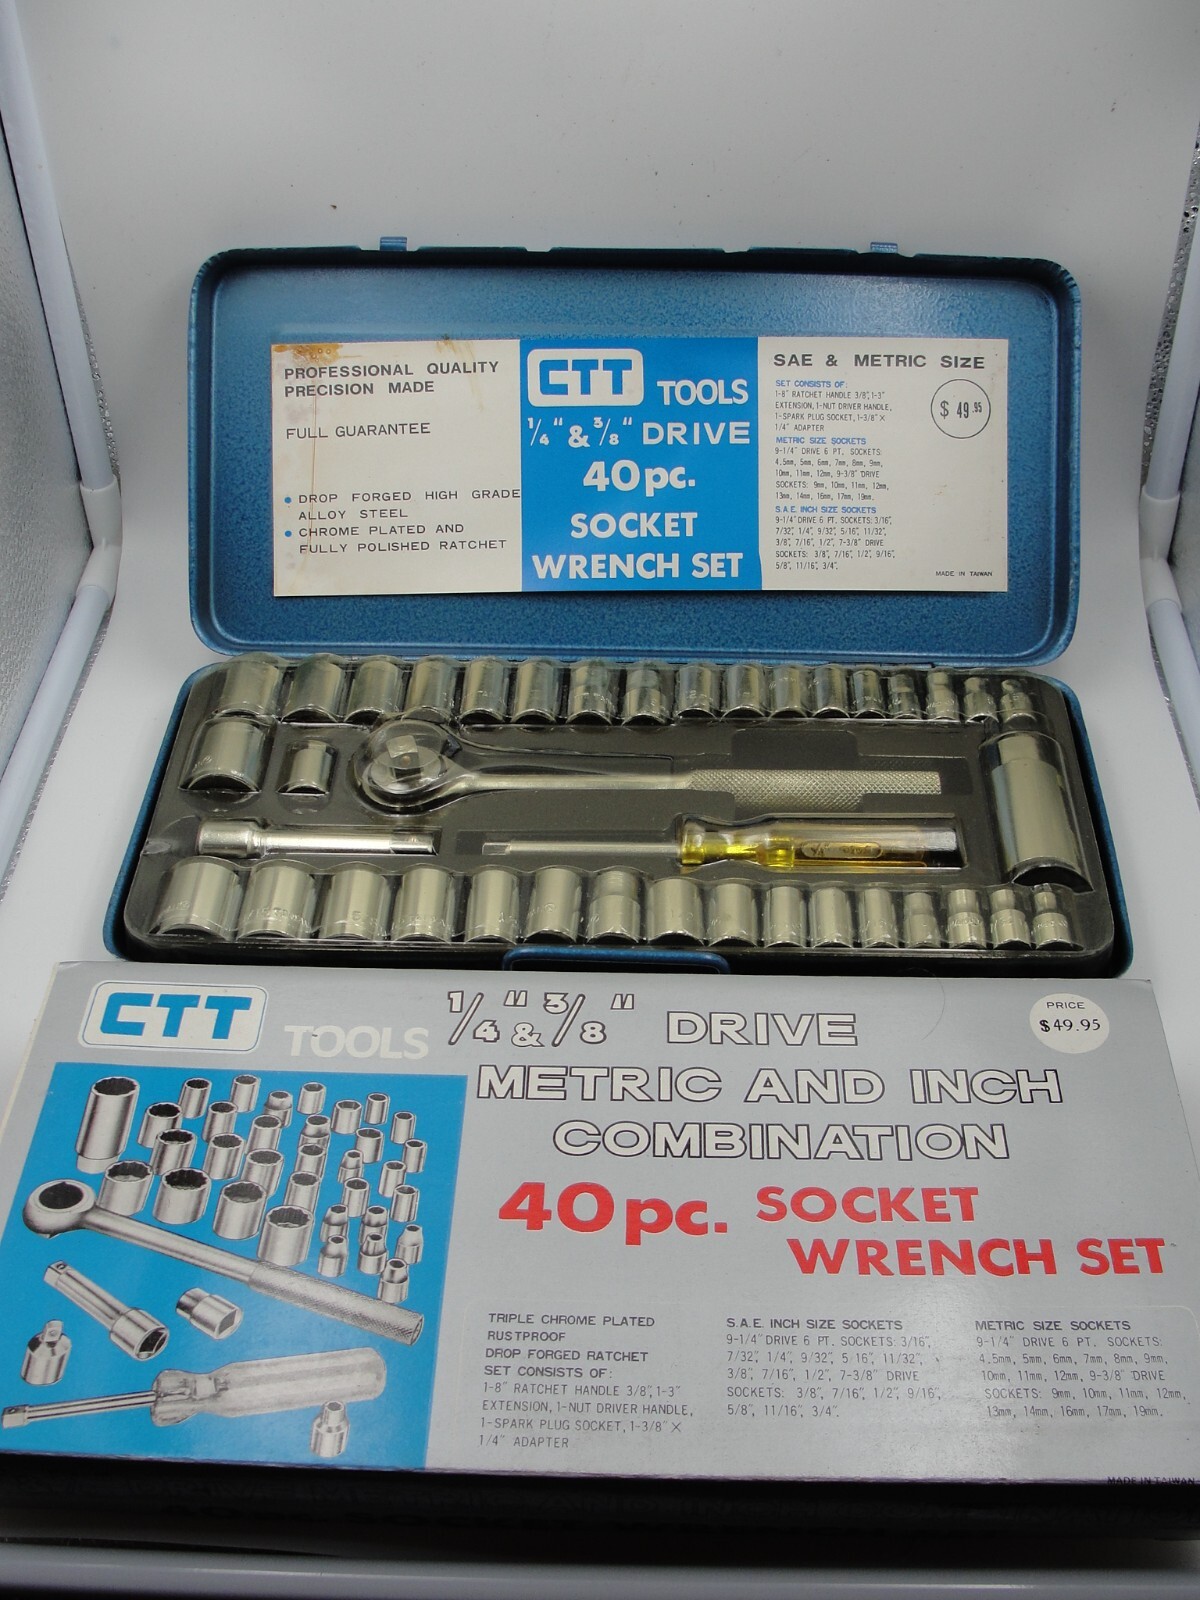 PROFESSIONAL QUALITY
PRECISION MADE
FULL GUARANTEE
• DROP FORGED HIGH GRADE
ALLOY STEEL
• CHROME PLATED AND
FULLY POLISHED RATCHET
CTT TOOLS
1/4" & 3/8" DRIVE
40pc.
SOCKET
WRENCH SET
SAE & METRIC SIZE
SET CONSISTS OF:
1-8" RATCHET HANDLE 3/8", 1-3"
EXTENSION, 1-NUT DRIVER HANDLE,
1-SPARK PLUG SOCKET, 1-3/8" X
1/4" ADAPTER
METRIC SIZE SOCKETS
9-1/4" DRIVE 6 PT. SOCKETS:
4.5mm, 5mm, 6mm, 7mm, 8mm, 9mm,
10mm, 11mm, 12mm, 9-3/8" DRIVE
SOCKETS: 9mm, 10mm, 11mm, 12mm,
13mm, 14mm, 16mm, 17mm, 19mm.
S.A.E. INCH SIZE SOCKETS
9-1/4" DRIVE 6 PT. SOCKETS: 3/16",
7/32", 1/4", 9/32", 5/16", 11/32",
3/8", 7/16", 1/2", 7-3/8" DRIVE
SOCKETS: 3/8", 7/16", 1/2", 9/16",
5/8", 11/16", 3/4".
$ 49.95
MADE IN TAIWAN
CTT TOOLS 1/4" & 3/8" DRIVE
METRIC AND INCH
COMBINATION
40pc. SOCKET
WRENCH SET
PRICE
$49.95
TRIPLE CHROME PLATED
RUSTPROOF
DROP FORGED RATCHET
SET CONSISTS OF:
1-8" RATCHET HANDLE 3/8", 1-3"
EXTENSION, 1-NUT DRIVER HANDLE,
1-SPARK PLUG SOCKET, 1-3/8" X
1/4" ADAPTER
S.A.E. INCH SIZE SOCKETS
9-1/4" DRIVE 6 PT. SOCKETS: 3/16",
7/32", 1/4", 9/32", 5/16", 11/32",
3/8", 7/16", 1/2", 7-3/8" DRIVE
SOCKETS: 3/8", 7/16", 1/2", 9/16",
5/8", 11/16", 3/4".
METRIC SIZE SOCKETS
9-1/4" DRIVE 6 PT. SOCKETS:
4.5mm, 5mm, 6mm, 7mm, 8mm, 9mm,
10mm, 11mm, 12mm, 9-3/8" DRIVE
SOCKETS: 9mm, 10mm, 11mm, 12mm,
13mm, 14mm, 16mm, 17mm, 19mm.
MADE IN TAIWAN